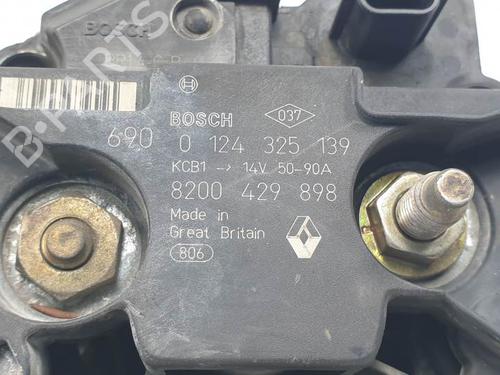 BOSCH
BOSCH
037
690 0 124 325 139
KCB1 → 14V 50-90A
8200 429 898
Made in
Great Britain
806